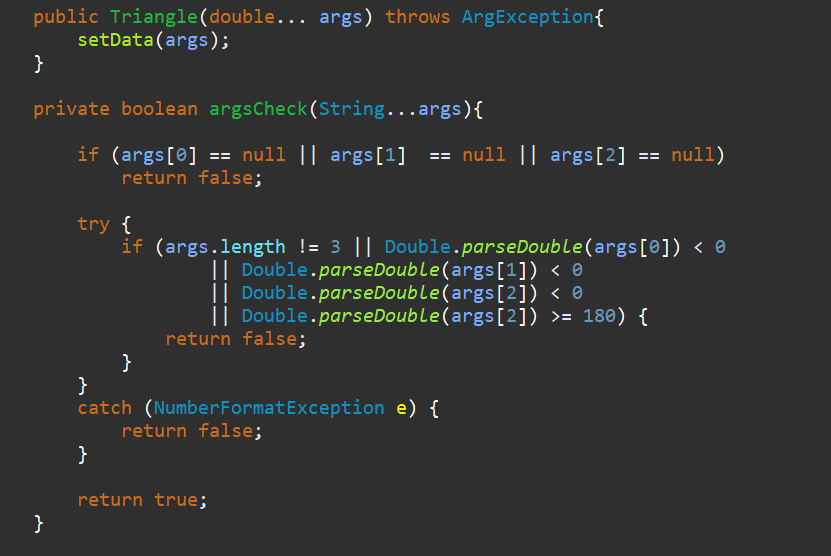 public Triangle(double... args) throws ArgException{
    setData(args);
}

private boolean argsCheck(String...args){

    if (args[0] == null || args[1]  == null || args[2] == null)
        return false;

    try {
        if (args.length != 3 || Double.parseDouble(args[0]) < 0
                || Double.parseDouble(args[1]) < 0
                || Double.parseDouble(args[2]) < 0
                || Double.parseDouble(args[2]) >= 180) {
            return false;
        }
    }
    catch (NumberFormatException e) {
        return false;
    }

    return true;
}